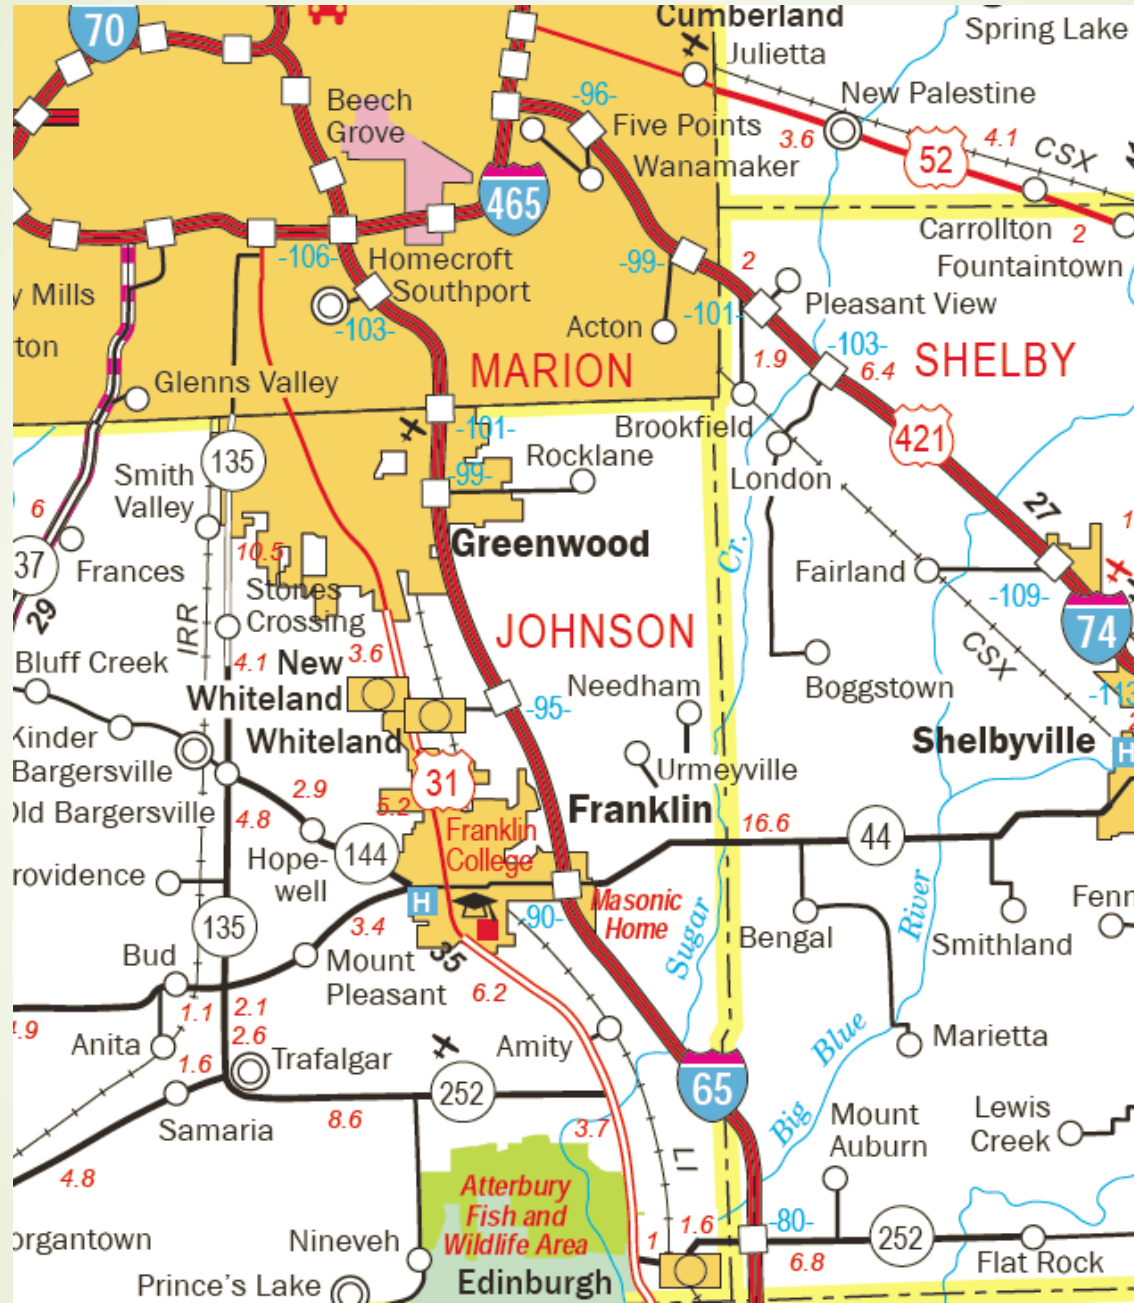 70
Cumberland
Julietta
Spring Lake
Beech
Grove
-96-
Five Points
Wanamaker
New Palestine
3.6
52
4.1
CSX
465
Carrollton
2
Fountaintown
-106-
Homecroft
Southport
-103-
-99-
2
Acton
-101-
Pleasant View
y Mills
ton
MARION
1.9
-103-
6.4
SHELBY
Glenns Valley
-101-
Brookfield
421
135
Smith
Valley
-99-
Rocklane
London
6
27
10.5
Greenwood
Cr.
37
Frances
Fairland
-109-
29
IRR
Stones
Crossing
JOHNSON
CSX
74
Bluff Creek
4.1
New
Whiteland
3.6
Needham
-95-
Boggstown
-113
Kinder
Bargersville
Whiteland
Urmeyville
Shelbyville
H
Old Bargersville
2.9
4.8
5.2
31
Franklin
16.6
44
Hope-
well
144
Franklin
College
rovidence
H
Masonic
Home
Fenn
135
3.4
-90-
Sugar
Bengal
River
Smithland
Bud
Mount
Pleasant
35
6.2
1.1
2.1
4.9
Anita
2.6
1.6
Trafalgar
Amity
Blue
Marietta
65
252
Samaria
8.6
3.7
Big
Mount
Auburn
Lewis
Creek
LI
4.8
Atterbury
Fish and
Wildlife Area
1
1.6
-80-
252
6.8
Flat Rock
organtown
Nineveh
Prince's Lake
Edinburgh